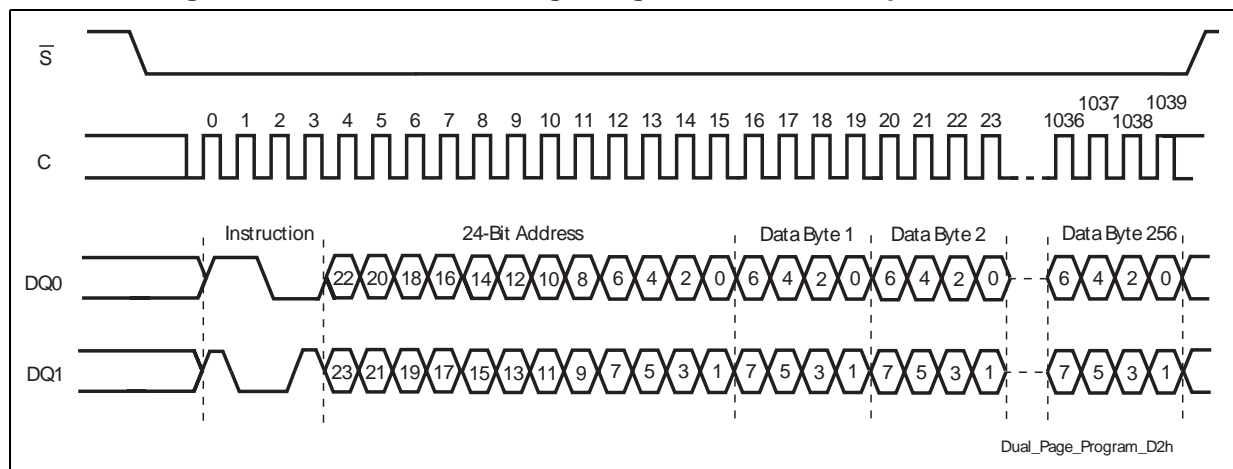 S
0 1 2 3 4 5 6 7 8 9 10 11 12 13 14 15 16 17 18 19 20 21 22 23 1036 1037 1038 1039
C
Instruction 24-Bit Address Data Byte 1 Data Byte 2 Data Byte 256
DQ0 22 20 18 16 14 12 10 8 6 4 2 0 6 4 2 0 6 4 2 0 6 4 2 0
DQ1 23 21 19 17 15 13 11 9 7 5 3 1 7 5 3 1 7 5 3 1 7 5 3 1
Dual_Page_Program_D2h